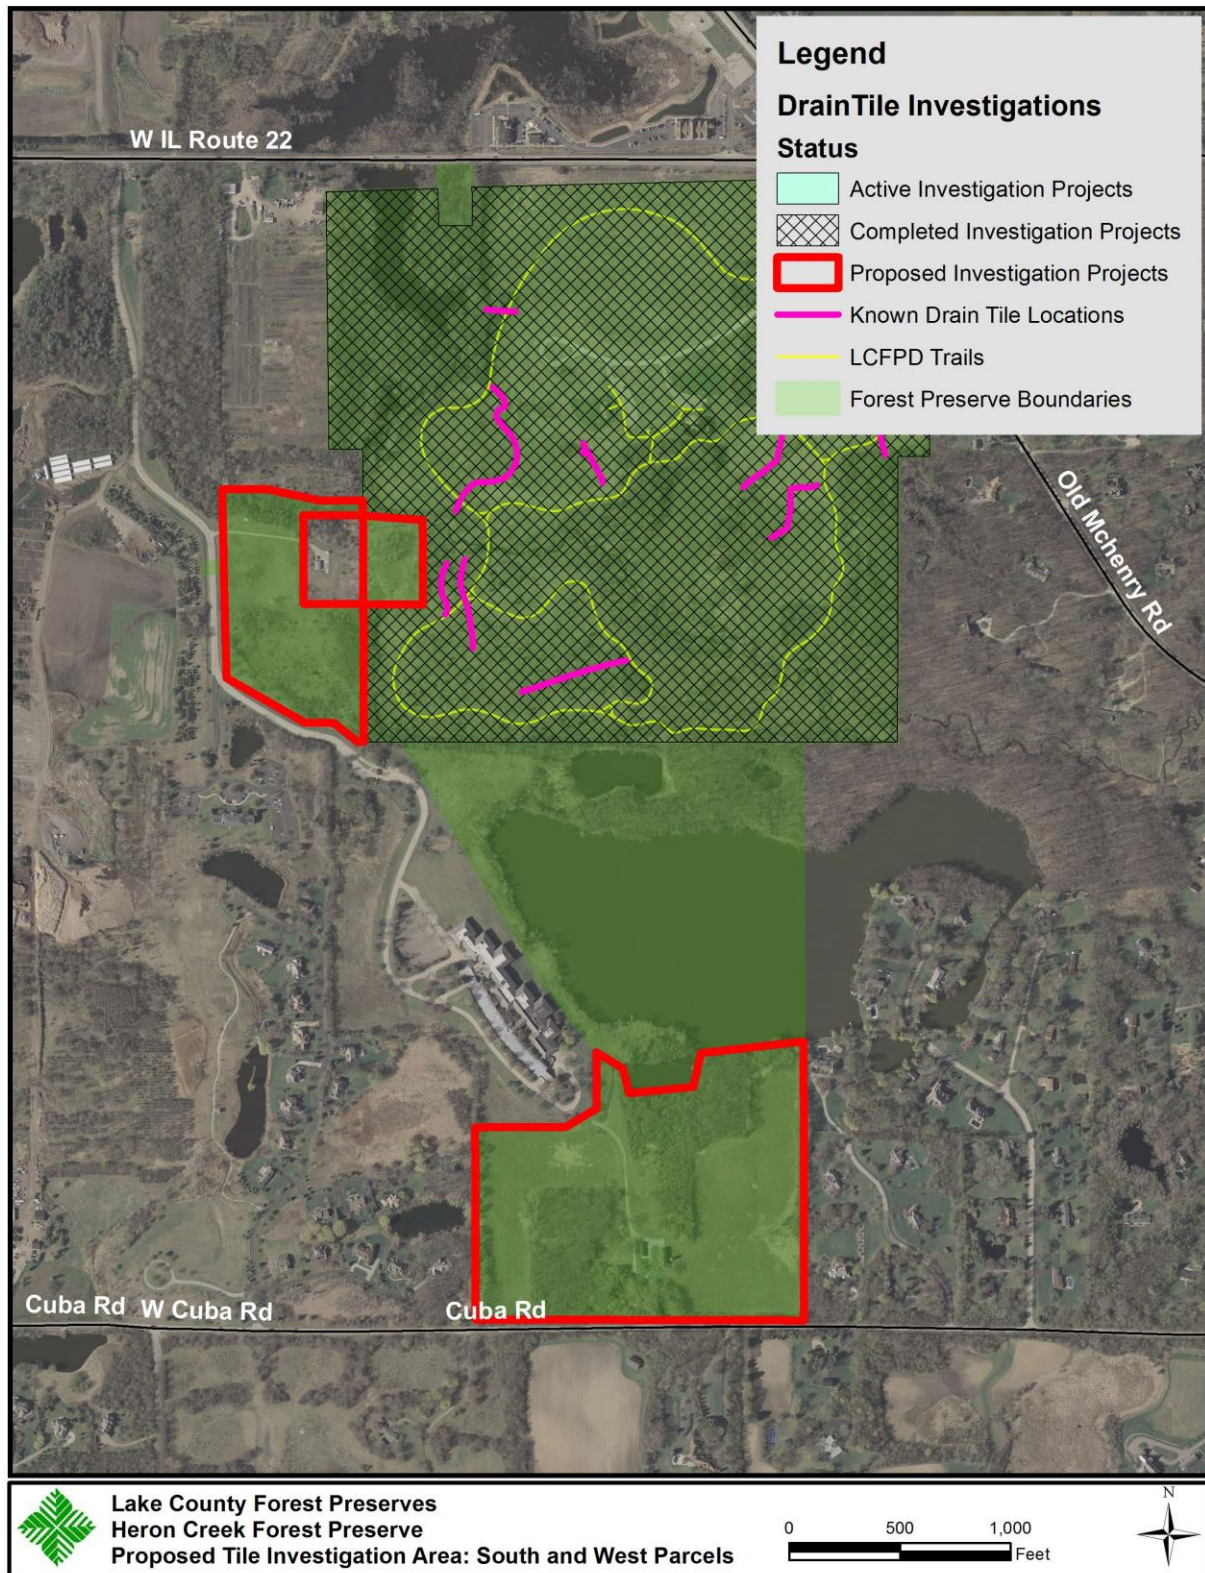 Legend
DrainTile Investigations
Status
Active Investigation Projects
Completed Investigation Projects
Proposed Investigation Projects
Known Drain Tile Locations
LCFPD Trails
Forest Preserve Boundaries
W IL Route 22
Old Mchenry Rd
Cuba Rd
W Cuba Rd
Cuba Rd
Lake County Forest Preserves
Heron Creek Forest Preserve
Proposed Tile Investigation Area: South and West Parcels
0 500 1,000
Feet
N